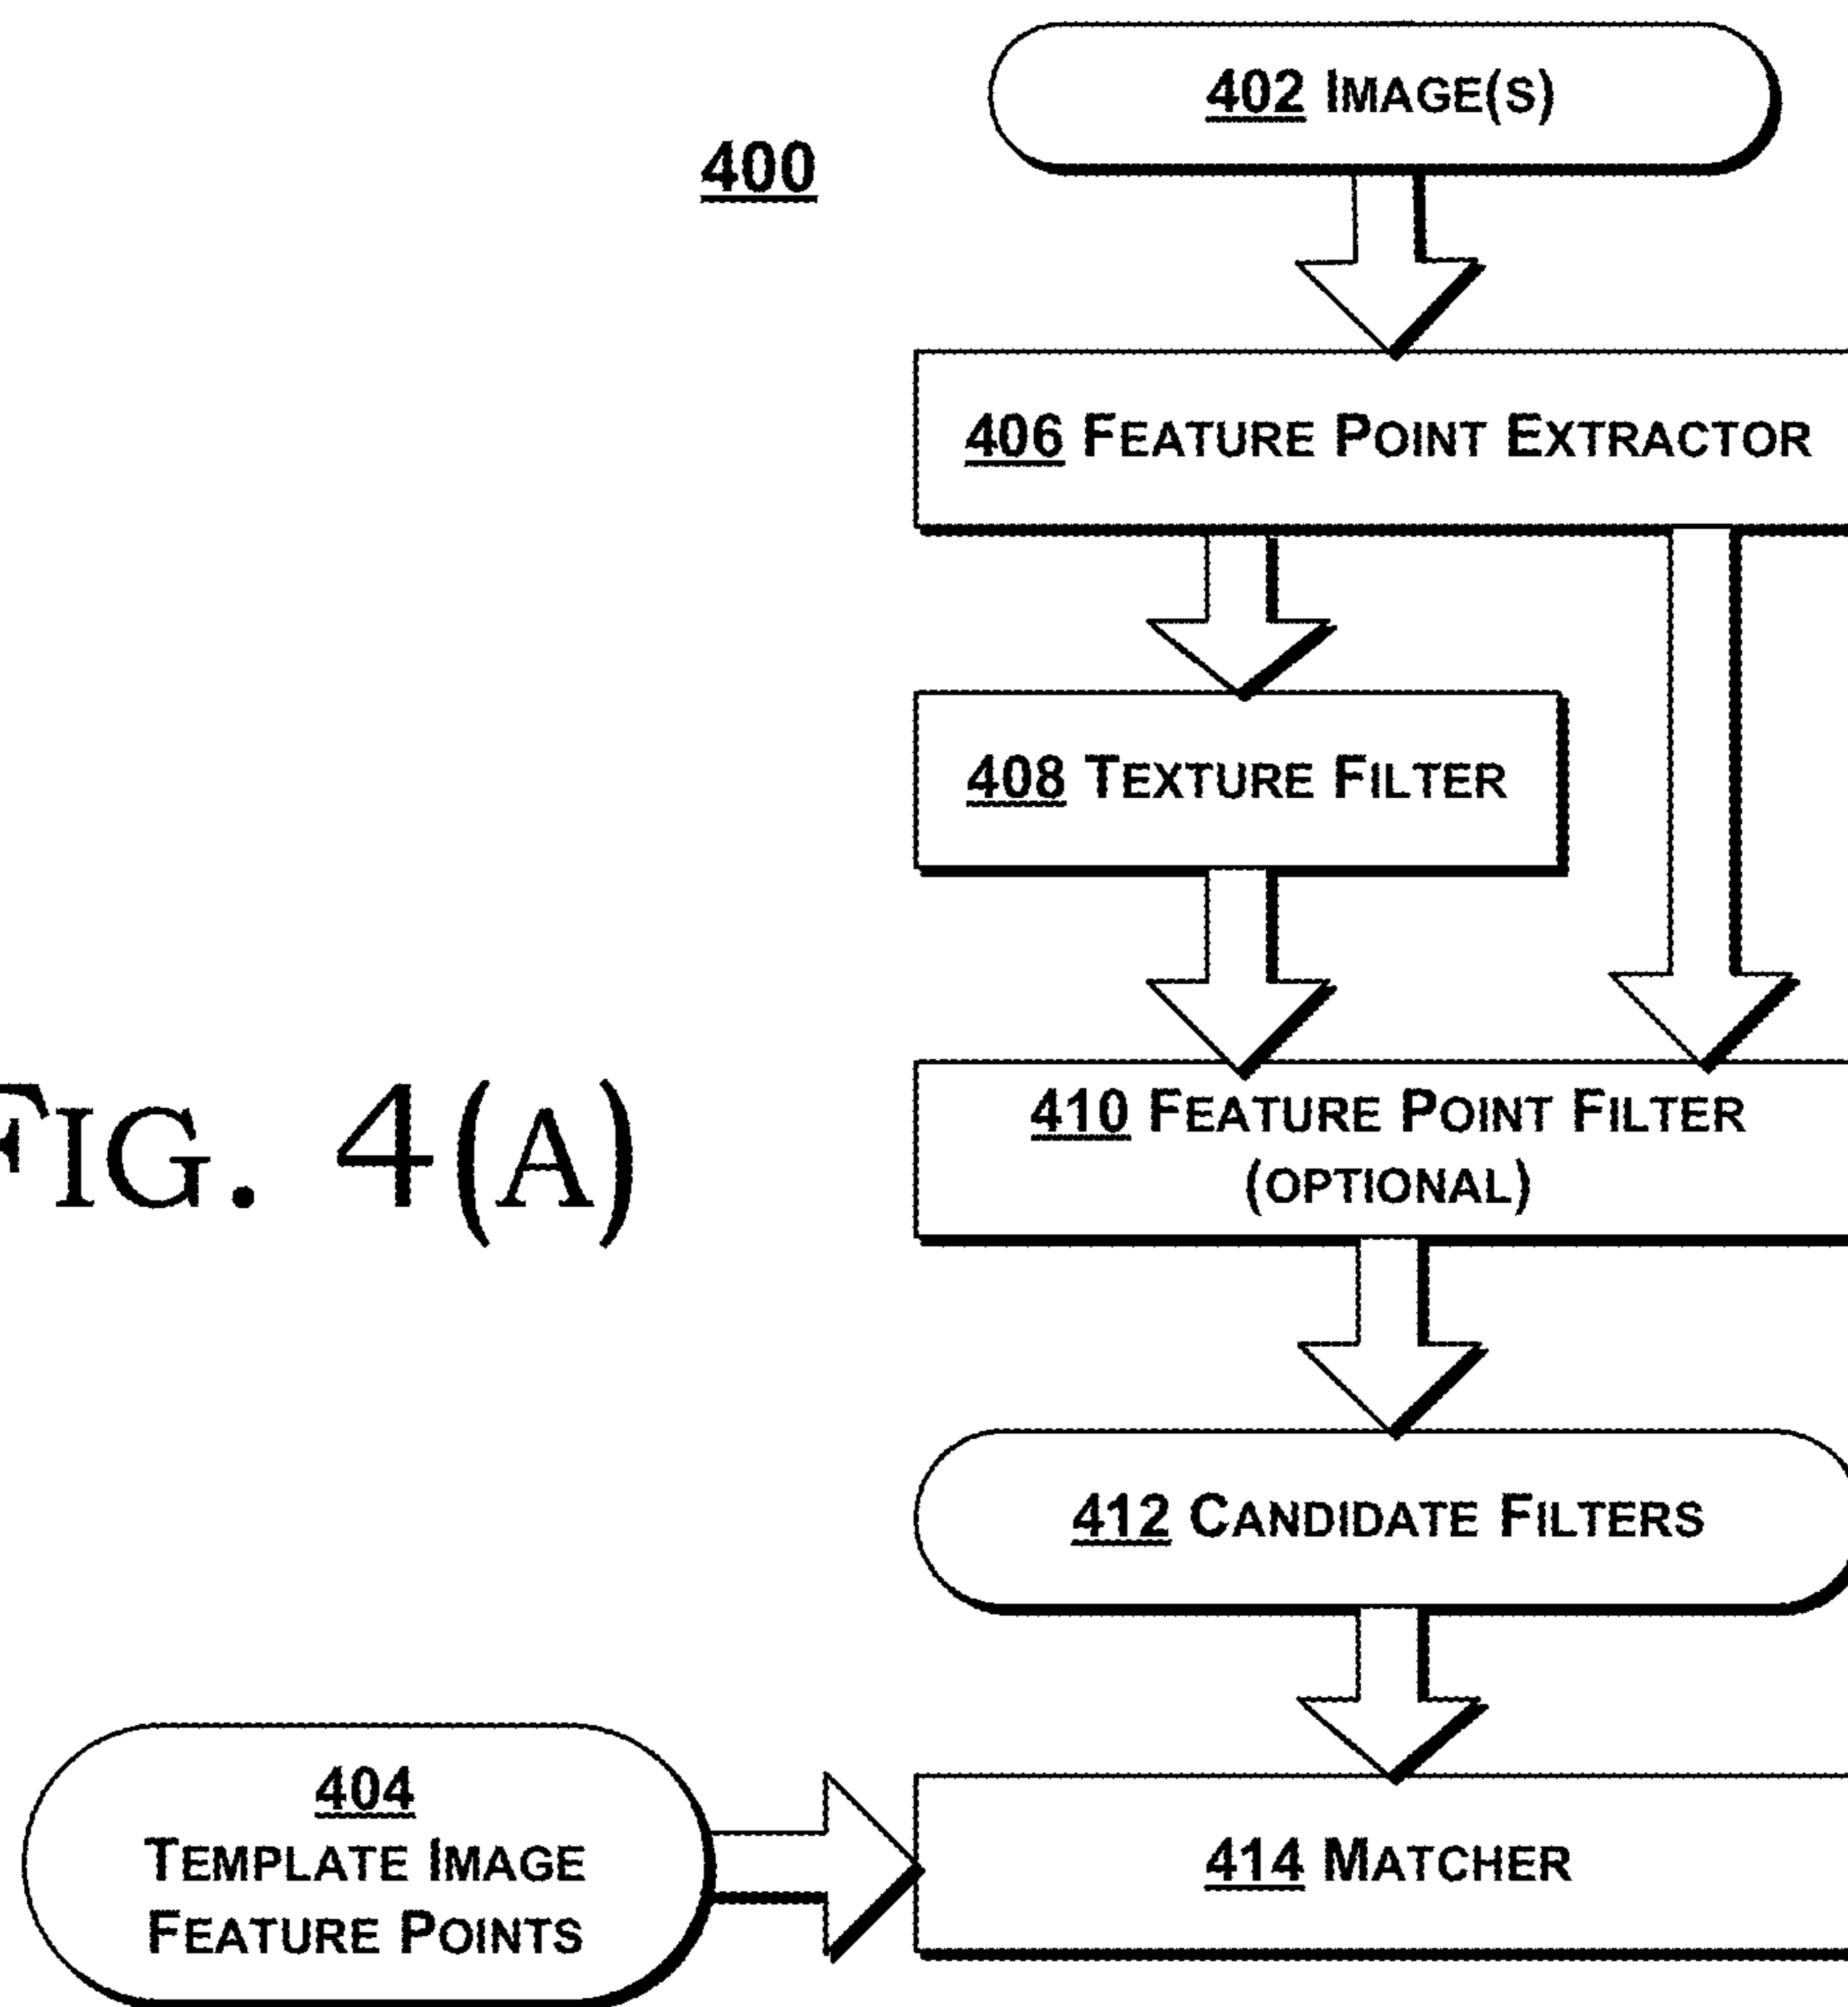 402 IMAGE(S)
400
406 FEATURE POINT EXTRACTOR
408 TEXTURE FILTER
FIG. 4(A)
410 FEATURE POINT FILTER
(OPTIONAL)
412 CANDIDATE FILTERS
404
TEMPLATE IMAGE
FEATURE POINTS
414 MATCHER